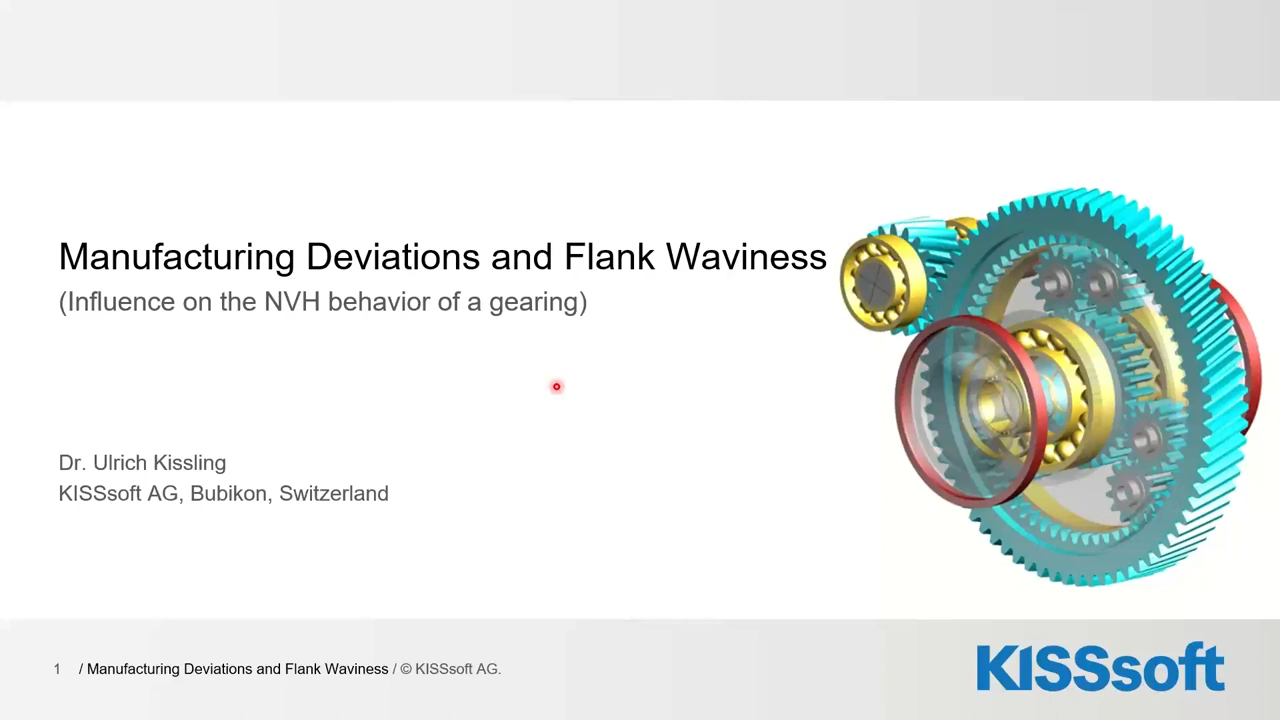 Manufacturing Deviations and Flank Waviness
(Influence on the NVH behavior of a gearing)
Dr. Ulrich Kissling
KISSsoft AG, Bubikon, Switzerland
1 / Manufacturing Deviations and Flank Waviness / © KISSsoft AG.
KISSsoft